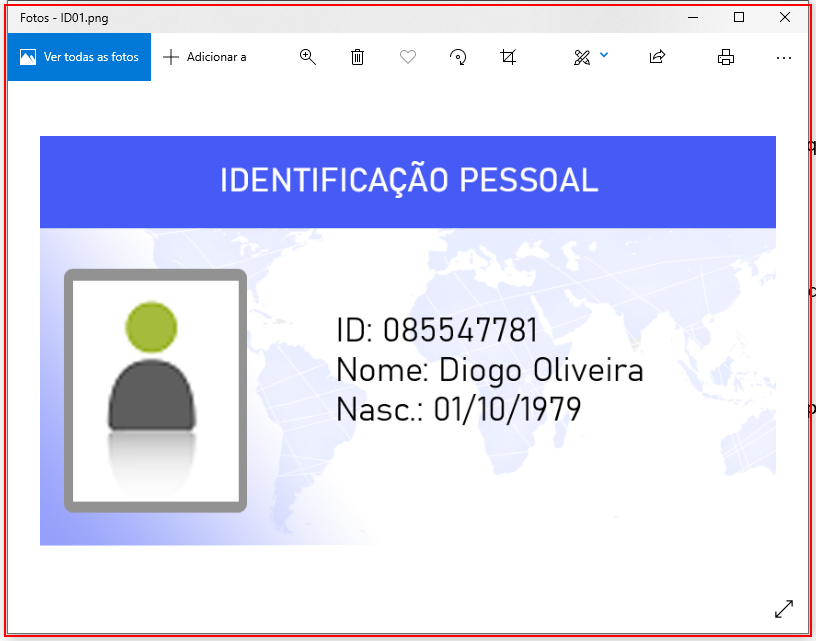 Fotos - ID01.png
Ver todas as fotos
Adicionar a
IDENTIFICAÇÃO PESSOAL
ID: 085547781
Nome: Diogo Oliveira
Nasc.: 01/10/1979